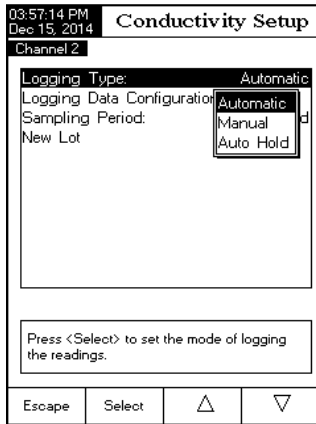 03:57:14 PM
Dec 15, 2014
Conductivity Setup
Channel 2
Logging Type: Automatic
Logging Data Configuration
Sampling Period:
New Lot
Automatic
Manual
Auto Hold
Press <Select> to set the mode of logging
the readings.
Escape Select △ ▽